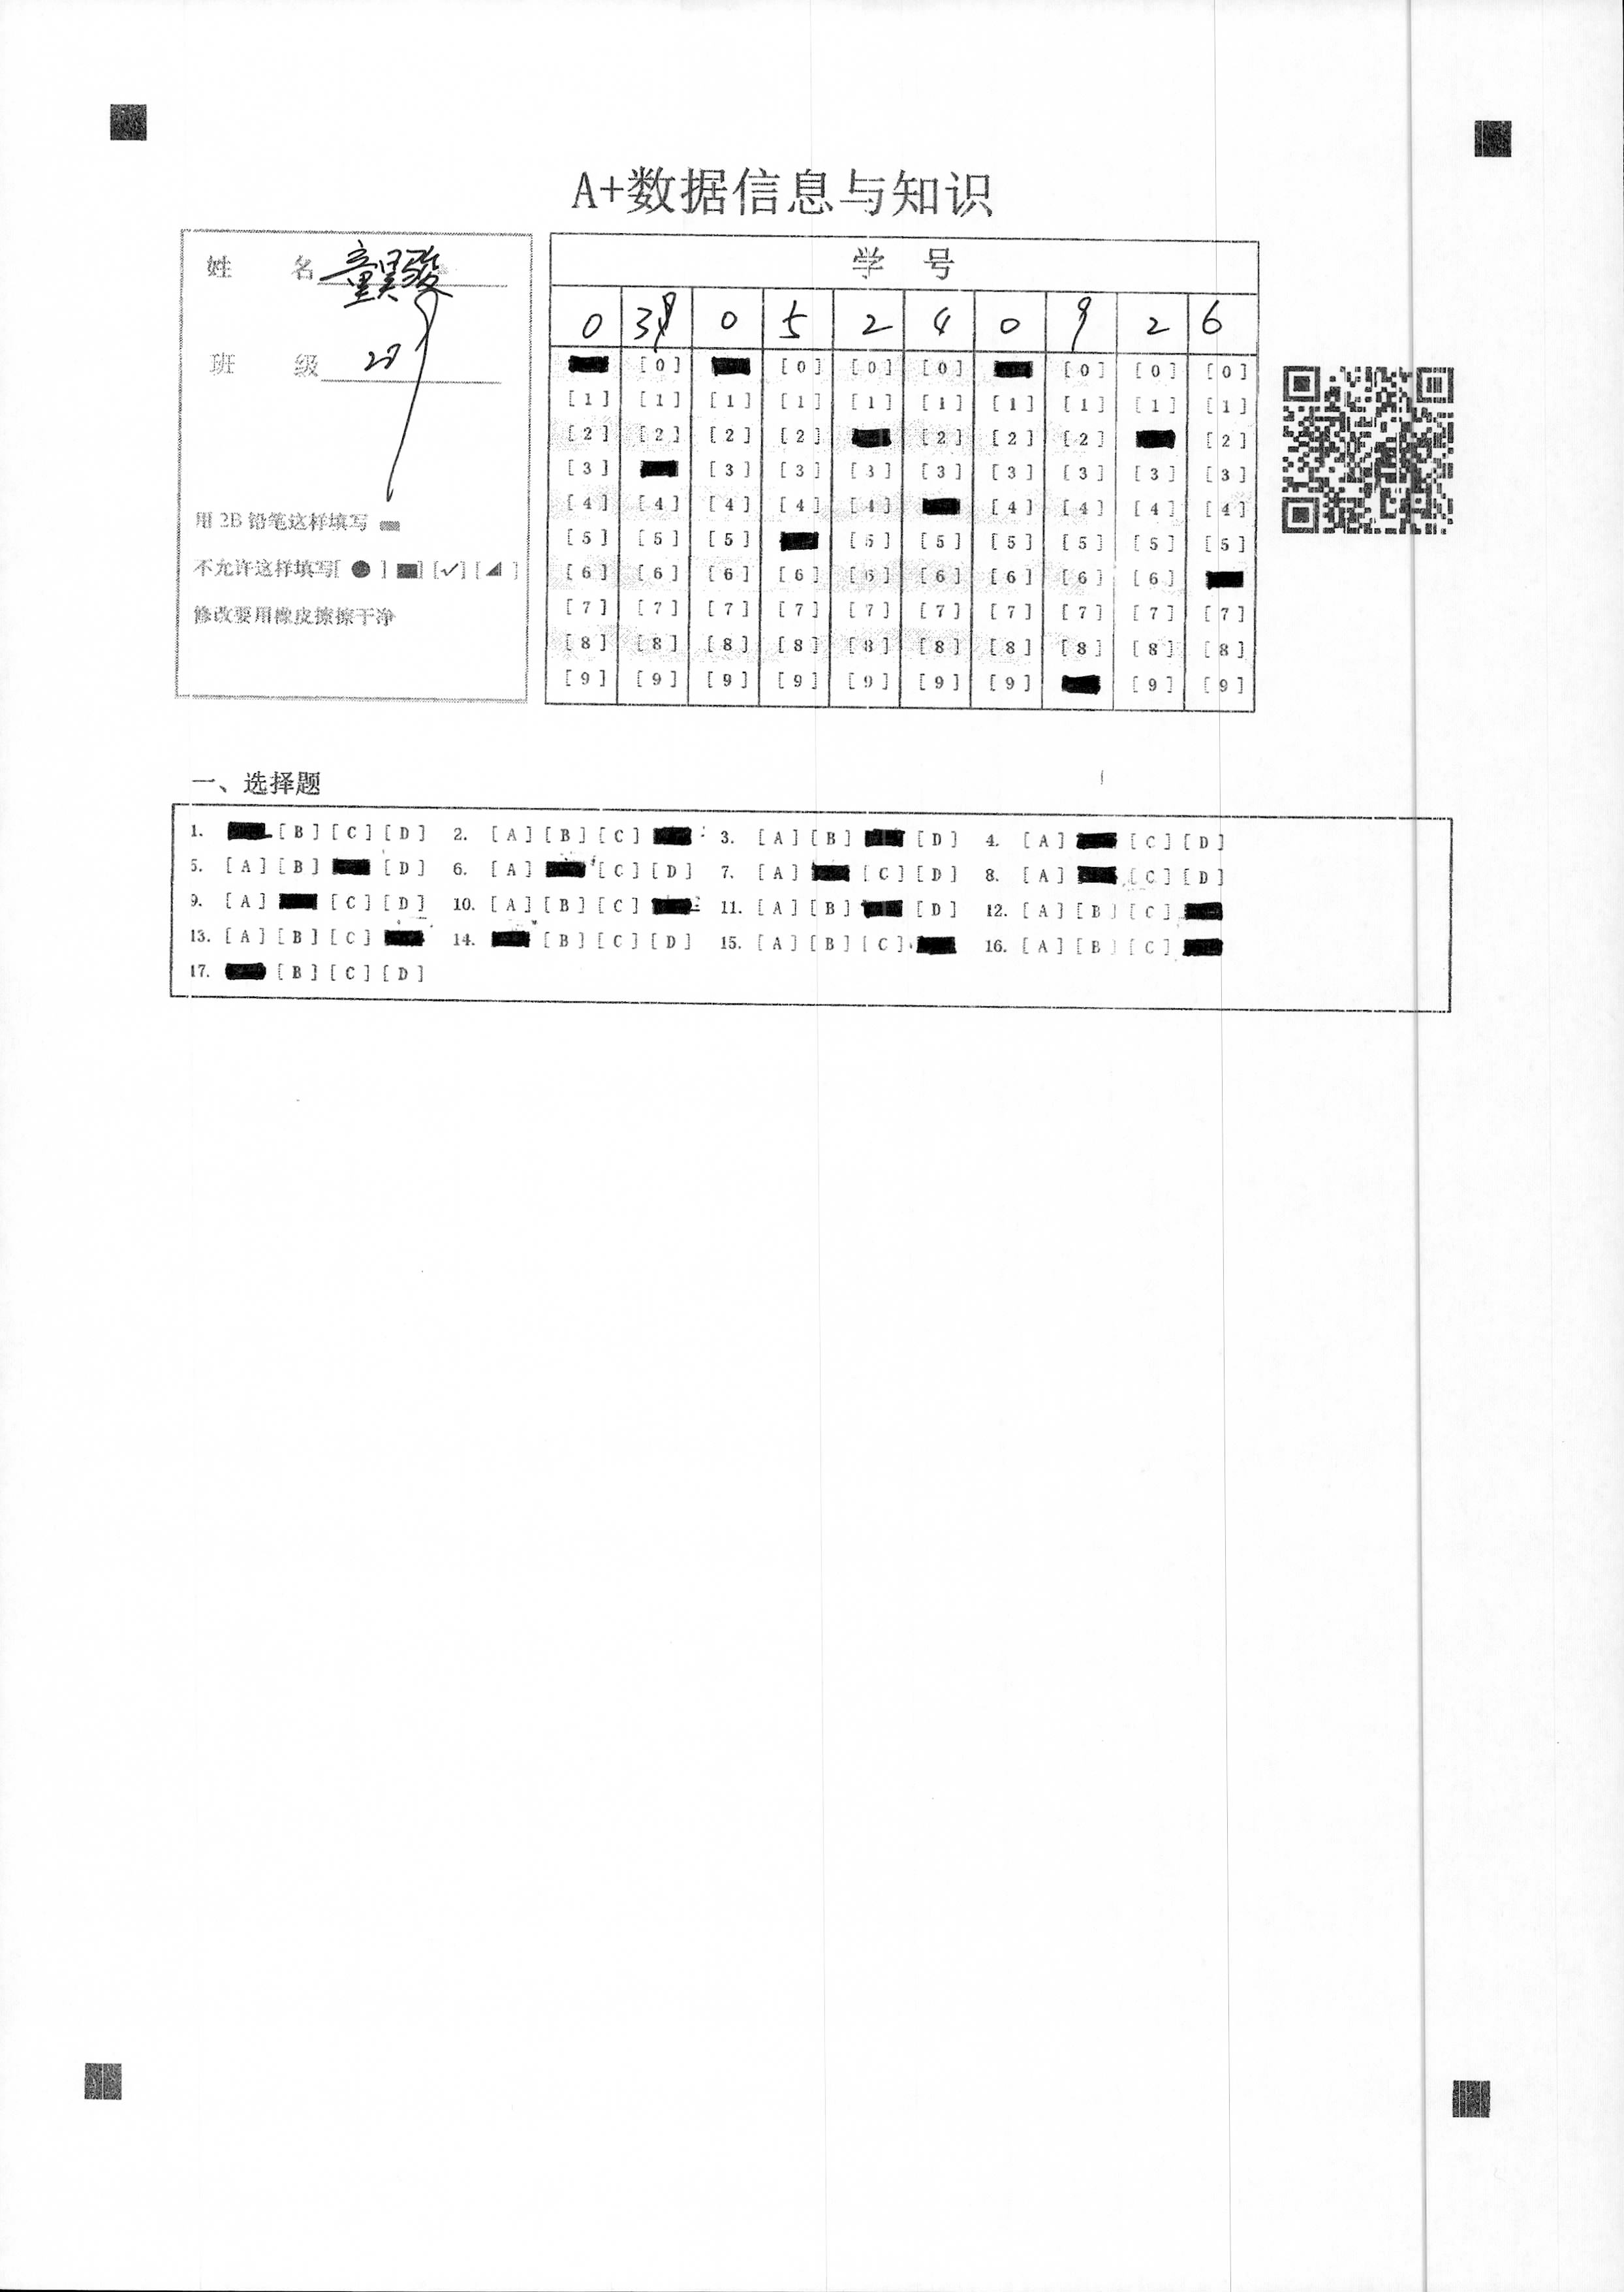 A+数据信息与知识
姓 名 童昊骏
班 级
用 2B 铅笔这样填写
不允许这样填写[ ● ] [✓] [ ]
修改要用橡皮擦擦干净
学 号
0 3 0 5 2 4 0 9 2 6
[0] [0] [0] [0] [0] [0] [0]
[1] [1] [1] [1] [1] [1] [1] [1] [1] [1]
[2] [2] [2] [2] [2] [2] [2] [2]
[3] [3] [3] [3] [3] [3] [3] [3] [3]
[4] [4] [4] [4] [4] [4] [4] [4] [4]
[5] [5] [5] [5] [5] [5] [5] [5] [5]
[6] [6] [6] [6] [6] [6] [6] [6] [6]
[7] [7] [7] [7] [7] [7] [7] [7] [7] [7]
[8] [8] [8] [8] [8] [8] [8] [8] [8] [8]
[9] [9] [9] [9] [9] [9] [9] [9] [9]
一、选择题
1. [B] [C] [D] 2. [A] [B] [C] 3. [A] [B] [D] 4. [A] [C] [D]
5. [A] [B] [D] 6. [A] [C] [D] 7. [A] [C] [D] 8. [A] [C] [D]
9. [A] [C] [D] 10. [A] [B] [C] 11. [A] [B] [D] 12. [A] [B] [C]
13. [A] [B] [C] 14. [B] [C] [D] 15. [A] [B] [C] 16. [A] [B] [C]
17. [B] [C] [D]